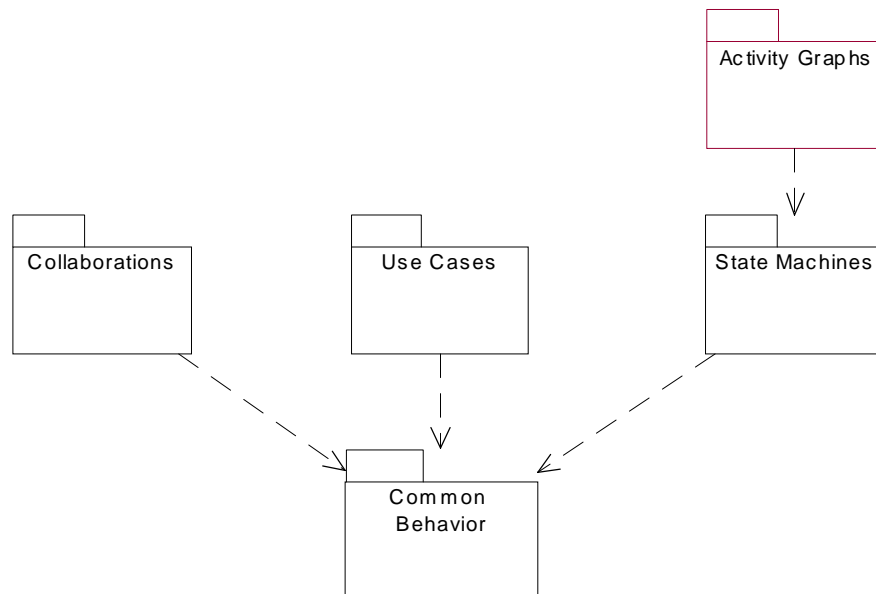 Activity Graphs
Collaborations
Use Cases
State Machines
Common
Behavior